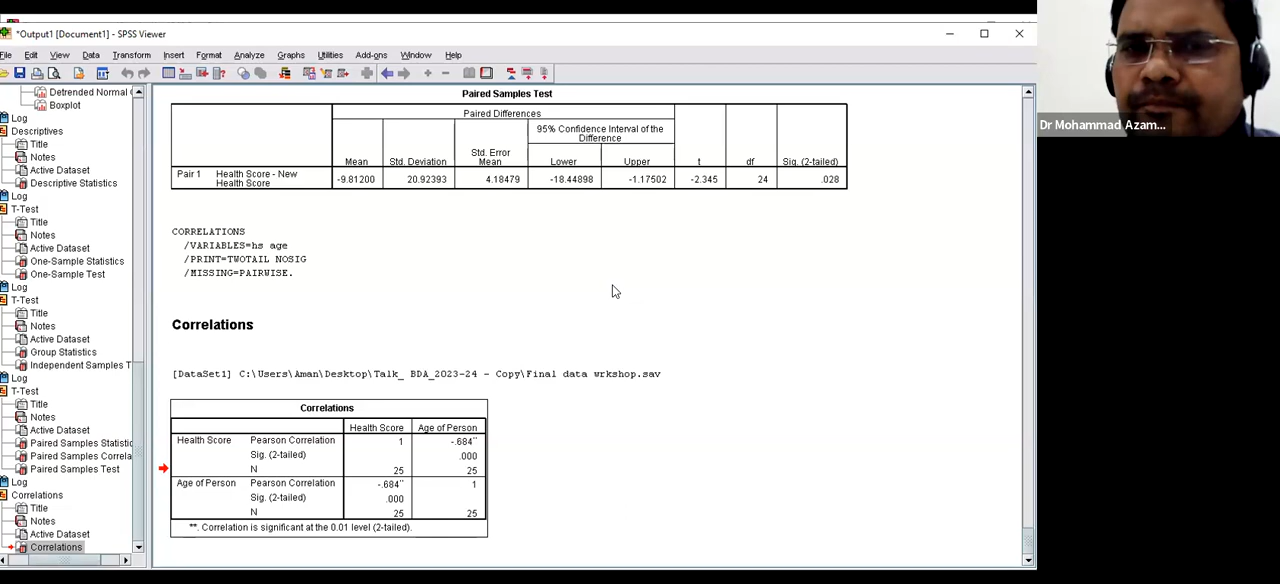 *Output1 [Document1] - SPSS Viewer
File Edit View Data Transform Insert Format Analyze Graphs Utilities Add-ons Window Help
Detrended Normal
Boxplot
Log
Descriptives
Title
Notes
Active Dataset
Descriptive Statistics
Log
T-Test
Title
Notes
Active Dataset
One-Sample Statistics
One-Sample Test
Log
T-Test
Title
Notes
Active Dataset
Group Statistics
Independent Samples T
Log
T-Test
Title
Notes
Active Dataset
Paired Samples Statistic
Paired Samples Correla
Paired Samples Test
Log
Correlations
Title
Notes
Active Dataset
Correlations
Paired Samples Test
Paired Differences
95% Confidence Interval of the
Difference
Mean Std. Deviation Std. Error Mean Lower Upper t df Sig. (2-tailed)
Pair 1 Health Score - New Health Score -9.81200 20.92393 4.18479 -18.44898 -1.17502 -2.345 24 .028
CORRELATIONS
/VARIABLES=hs age
/PRINT=TWOTAIL NOSIG
/MISSING=PAIRWISE.
Correlations
[DataSet1] C:\Users\Aman\Desktop\Talk_ BDA_2023-24 - Copy\Final data wrkshop.sav
Correlations
Health Score Age of Person
Health Score Pearson Correlation 1 -.684**
Sig. (2-tailed) .000
N 25 25
Age of Person Pearson Correlation -.684** 1
Sig. (2-tailed) .000
N 25 25
**. Correlation is significant at the 0.01 level (2-tailed).
Dr Mohammad Azam...